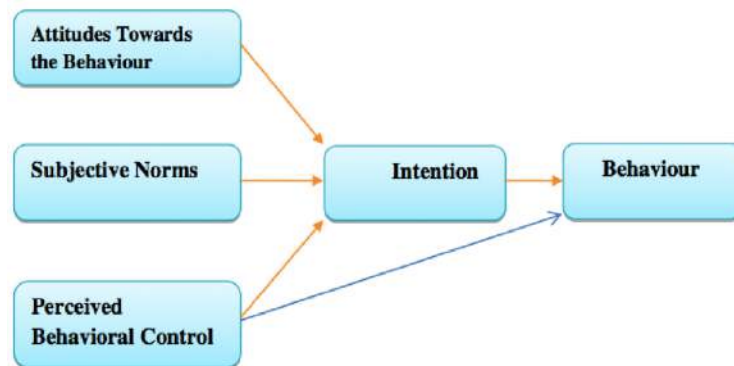 Attitudes Towards
the Behaviour
Subjective Norms
Intention
Behaviour
Perceived
Behavioral Control